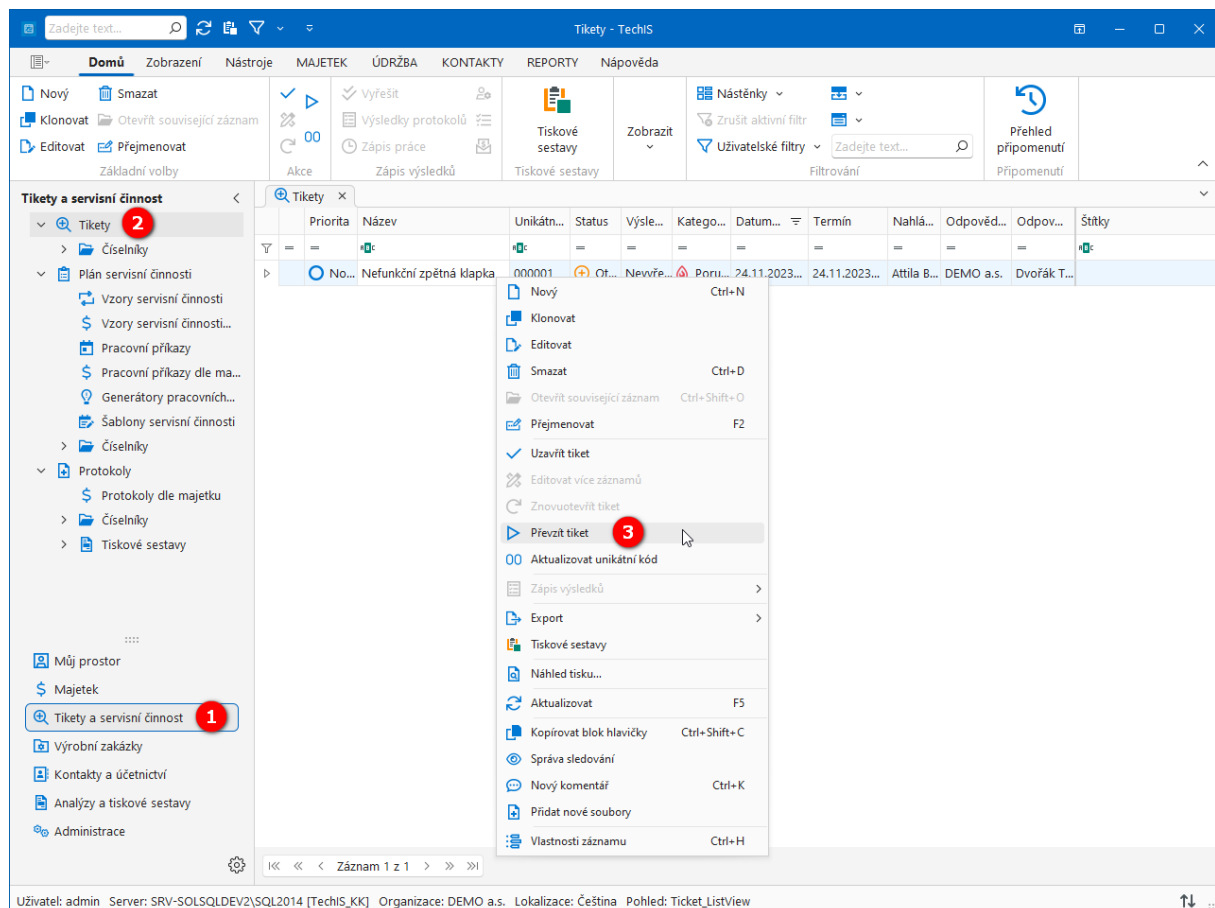 Zadejte text...
Tikety - TechIS
Domů Zobrazení Nástroje MAJETEK ÚDRŽBA KONTAKTY REPORTY Nápověda
Nový Smazat
Klonovat Otevřít související záznam
Editovat Přejmenovat
Základní volby
Akce
Vyřešit
Výsledky protokolů
Zápis práce
Zápis výsledků
Tiskové
sestavy
Tiskové sestavy
Zobrazit
Nástěnky
Zrušit aktivní filtr
Uživatelské filtry Zadejte text...
Filtrování
Přehled
připomenutí
Připomenutí
Tikety a servisní činnost
Tikety 2
Číselníky
Plán servisní činnosti
Vzory servisní činnosti
Vzory servisní činnosti...
Pracovní příkazy
Pracovní příkazy dle ma...
Generátory pracovních...
Šablony servisní činnosti
Číselníky
Protokoly
Protokoly dle majetku
Číselníky
Tiskové sestavy
Můj prostor
Majetek
Tikety a servisní činnost 1
Výrobní zakázky
Kontakty a účetnictví
Analýzy a tiskové sestavy
Administrace
Tikety
Priorita Název Unikátn... Status Výsle... Katego... Datum... Termín Nahlá... Odpověd... Odpov... Štítky
= = = = = = = = = =
No... Nefunkční zpětná klapka 000001 Ot... Nevyře... Poru... 24.11.2023... 24.11.2023... Attila B... DEMO a.s. Dvořák T...
Nový Ctrl+N
Klonovat
Editovat
Smazat Ctrl+D
Otevřít související záznam Ctrl+Shift+O
Přejmenovat F2
Uzavřít tiket
Editovat více záznamů
Znovuotevřít tiket
Převzít tiket 3
Aktualizovat unikátní kód
Zápis výsledků
Export
Tiskové sestavy
Náhled tisku...
Aktualizovat F5
Kopírovat blok hlavičky Ctrl+Shift+C
Správa sledování
Nový komentář Ctrl+K
Přidat nové soubory
Vlastnosti záznamu Ctrl+H
Záznam 1 z 1
Uživatel: admin Server: SRV-SOLSQLDEV2\SQL2014 [TechIS_KK] Organizace: DEMO a.s. Lokalizace: Čeština Pohled: Ticket_ListView